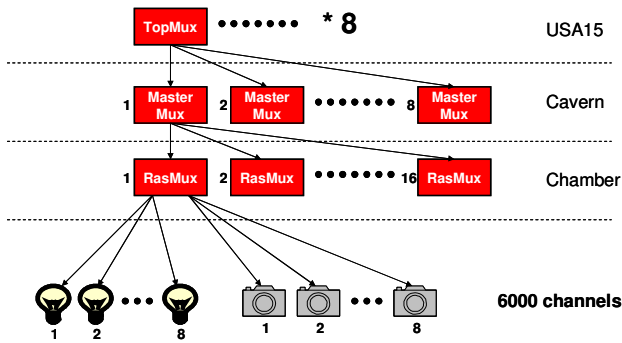 TopMux * 8 USA15
1 Master Mux 2 Master Mux 8 Master Mux Cavern
1 RasMux 2 RasMux 16 RasMux Chamber
6000 channels
1 2 8 1 2 8